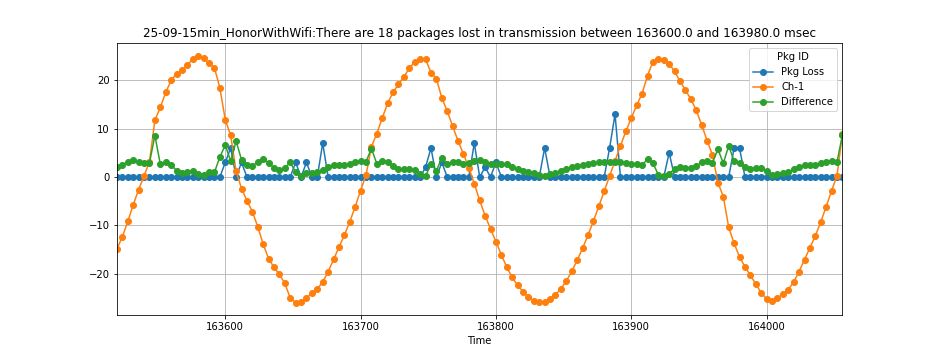 25-09-15min_HonorWithWifi:There are 18 packages lost in transmission between 163600.0 and 163980.0 msec
Pkg ID
Pkg Loss
Ch-1
Difference
20
10
0
−10
−20
163600 163700 163800 163900 164000
Time